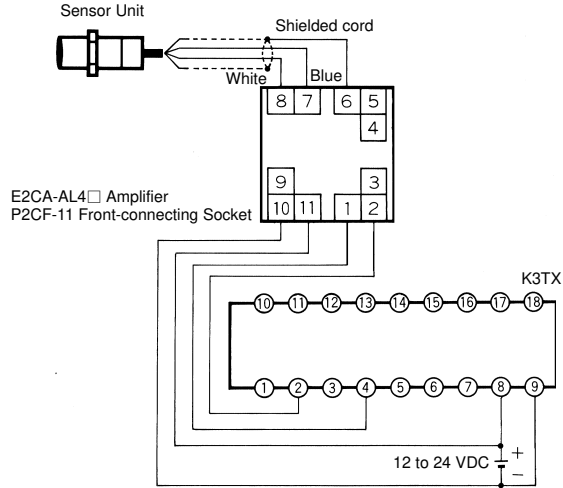 Sensor Unit
Shielded cord
White
Blue
8 7 6 5
4
9 3
10 11 1 2
E2CA-AL4□ Amplifier
P2CF-11 Front-connecting Socket
K3TX
10 11 12 13 14 15 16 17 18
1 2 3 4 5 6 7 8 9
12 to 24 VDC
+
−